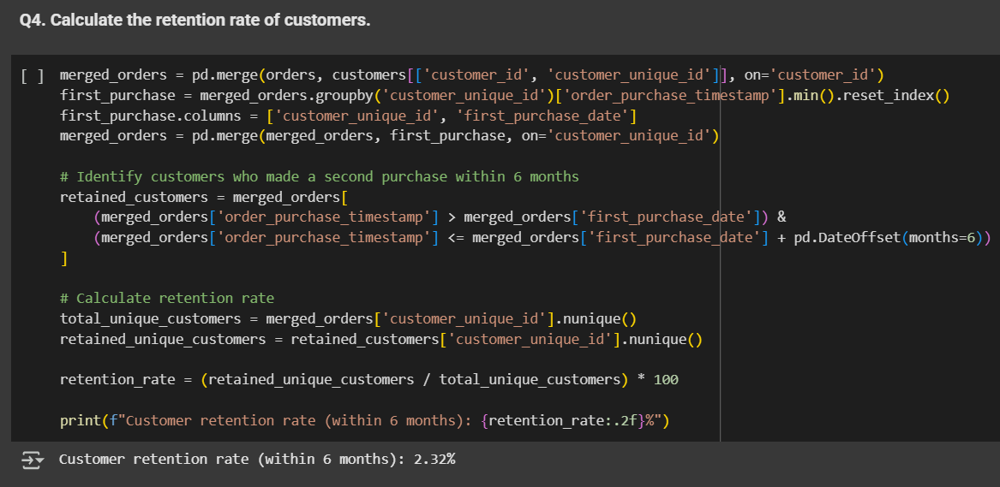 Q4. Calculate the retention rate of customers.
[ ] merged_orders = pd.merge(orders, customers[['customer_id', 'customer_unique_id']], on='customer_id')
first_purchase = merged_orders.groupby('customer_unique_id')['order_purchase_timestamp'].min().reset_index()
first_purchase.columns = ['customer_unique_id', 'first_purchase_date']
merged_orders = pd.merge(merged_orders, first_purchase, on='customer_unique_id')
# Identify customers who made a second purchase within 6 months
retained_customers = merged_orders[
(merged_orders['order_purchase_timestamp'] > merged_orders['first_purchase_date']) &
(merged_orders['order_purchase_timestamp'] <= merged_orders['first_purchase_date'] + pd.DateOffset(months=6))
]
# Calculate retention rate
total_unique_customers = merged_orders['customer_unique_id'].nunique()
retained_unique_customers = retained_customers['customer_unique_id'].nunique()
retention_rate = (retained_unique_customers / total_unique_customers) * 100
print(f"Customer retention rate (within 6 months): {retention_rate:.2f}%")
Customer retention rate (within 6 months): 2.32%